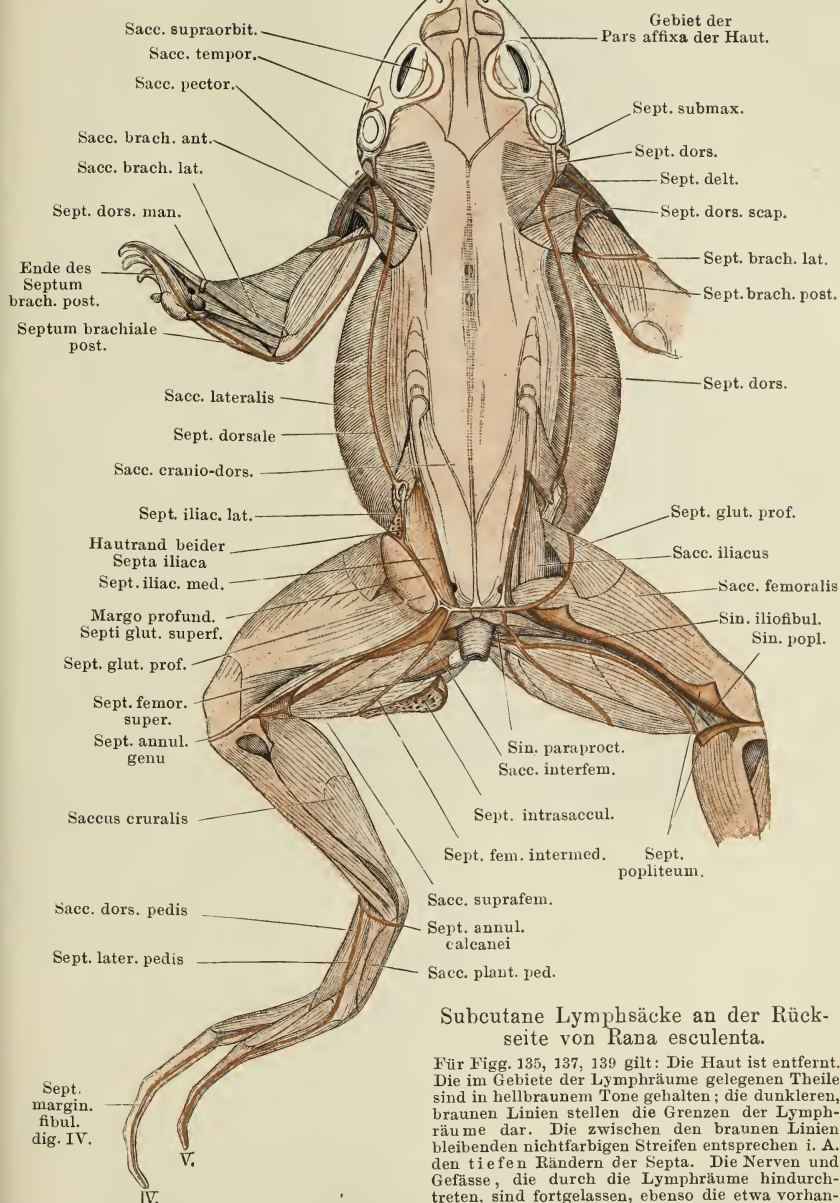 Sacc. supraorbit.
Sacc. tempor.
Sacc. pector.
Sacc. brach. ant.
Sacc. brach. lat.
Sept. dors. man.
Ende des
Septum
brach. post.
Septum brachiale
post.
Sacc. lateralis
Sept. dorsale
Sacc. cranio-dors.
Sept. iliac. lat.
Hautrand beider
Septa iliaca
Sept. iliac. med.
Margo profund.
Septi glut. superf.
Sept. glut. prof.
Sept. femor.
super.
Sept. annul.
genu
Saccus cruralis
Sacc. dors. pedis
Sept. later. pedis
Sept.
margin.
fibul.
dig. IV.
IV.
V.
Gebiet der
Pars affixa der Haut.
Sept. submax.
Sept. dors.
Sept. delt.
Sept. dors. scap.
Sept. brach. lat.
Sept. brach. post.
Sept. dors.
Sept. glut. prof.
Sacc. iliacus
Sacc. femoralis
Sin. iliofibul.
Sin. popl.
Sin. paraproct.
Sacc. interfem.
Sept. intrasaccul.
Sept. fem. intermed.
Sept.
popliteum.
Sacc. suprafem.
Sept. annul.
calcanei
Sacc. plant. ped.
Subcutane Lymphsäcke an der Rück-
seite von Rana esculenta.
Für Figg. 135, 137, 139 gilt: Die Haut ist entfernt.
Die im Gebiete der Lymphräume gelegenen Theile
sind in hellbraunem Tone gehalten; die dunkleren,
braunen Linien stellen die Grenzen der Lymph-
räume dar. Die zwischen den braunen Linien
bleibenden nichtfarbigen Streifen entsprechen i. A.
den tiefen Rändern der Septa. Die Nerven und
Gefässe, die durch die Lymphräume hindurch-
treten, sind fortgelassen, ebenso die etwa vorhan-